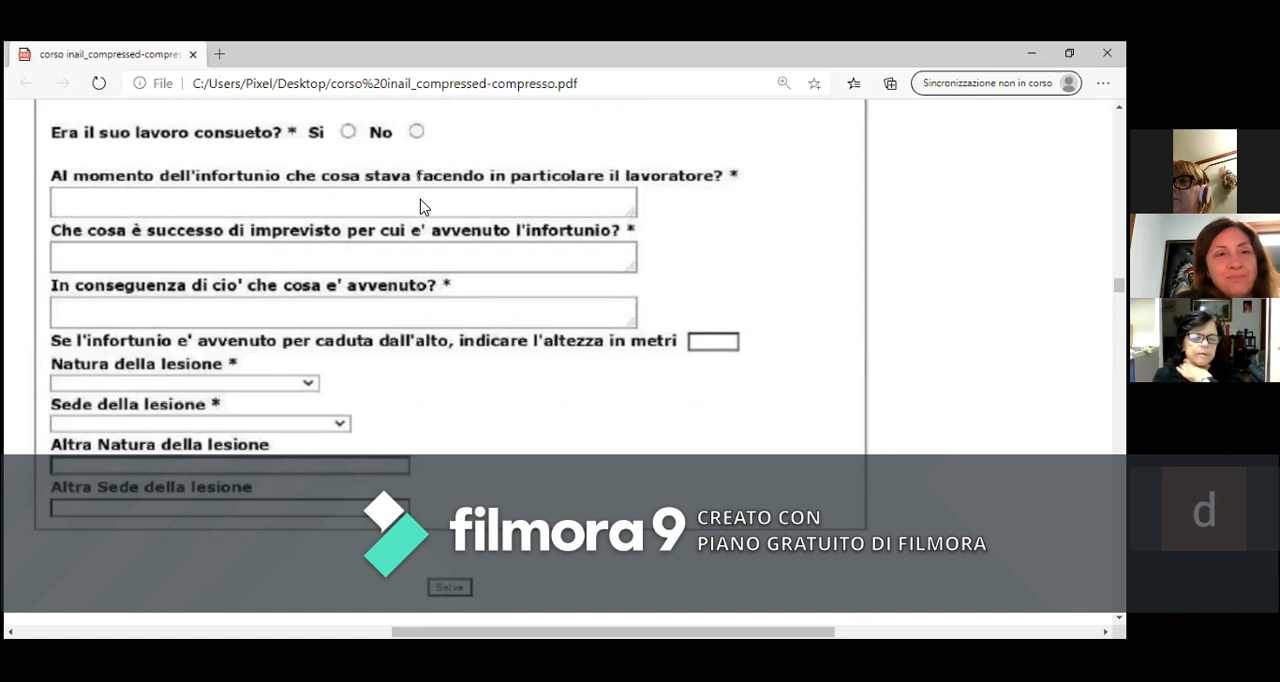 corso inail_compressed-compre
File
C:/Users/Pixel/Desktop/corso%20inail_compressed-compresso.pdf
Sincronizzazione non in corso
Era il suo lavoro consueto? * Si No
Al momento dell'infortunio che cosa stava facendo in particolare il lavoratore? *
Che cosa è successo di imprevisto per cui e' avvenuto l'infortunio? *
In conseguenza di cio' che cosa e' avvenuto? *
Se l'infortunio e' avvenuto per caduta dall'alto, indicare l'altezza in metri
Natura della lesione *
Sede della lesione *
Altra Natura della lesione
Altra Sede della lesione
filmora 9
CREATO CON
PIANO GRATUITO DI FILMORA
Salva
d